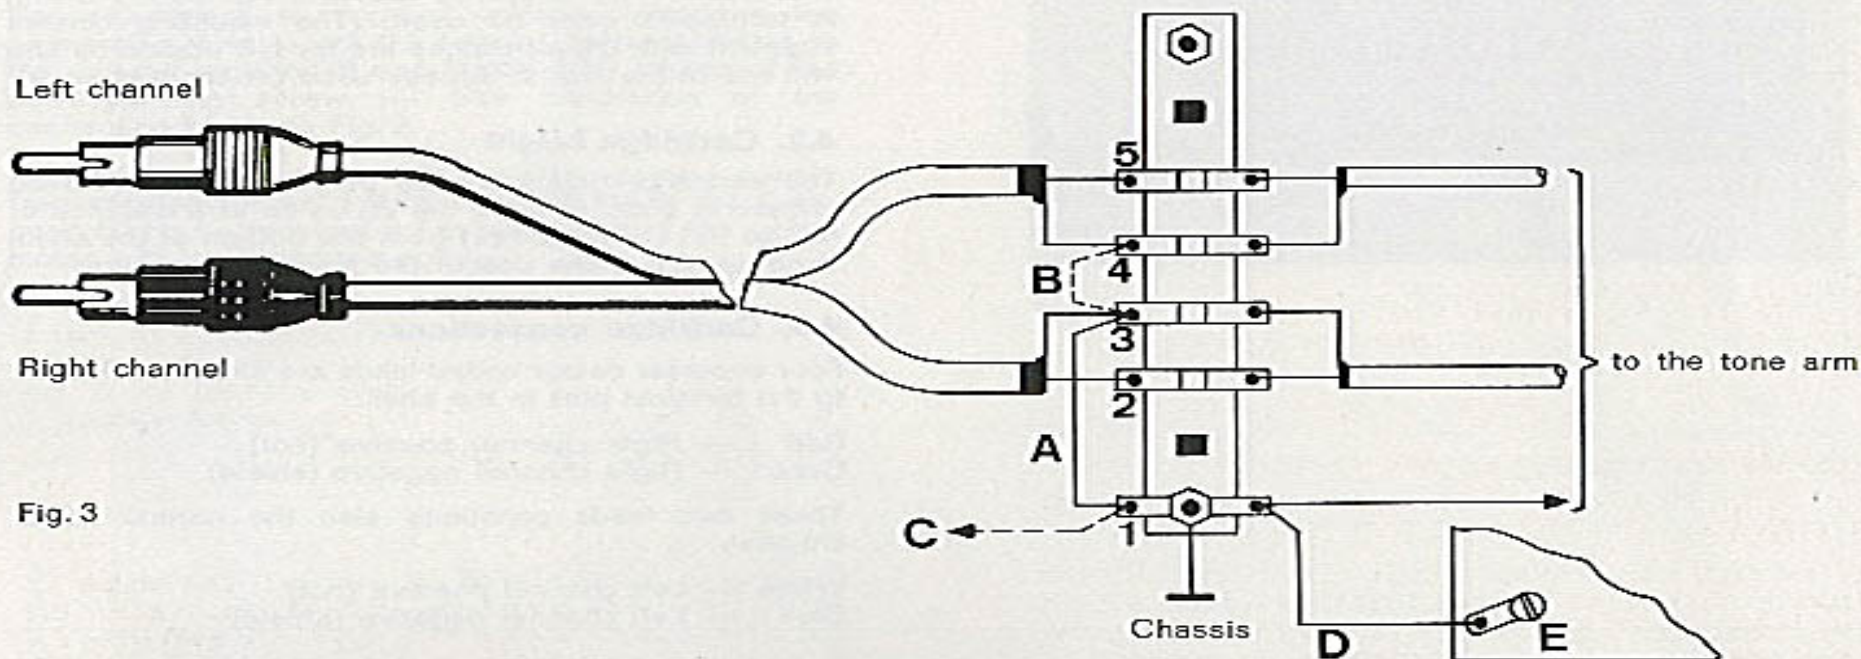 Left channel
5
4
B
3
Right channel
to the tone arm
2
A
Fig. 3
C
1
Chassis
D
E